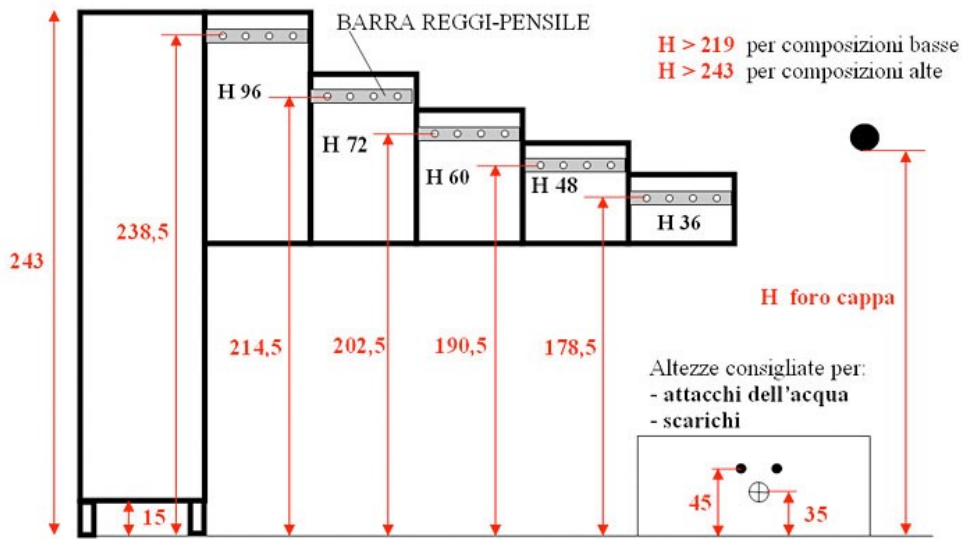 BARRA REGGI-PENSILE
H > 219 per composizioni basse
H > 243 per composizioni alte
H 96
H 72
H 60
H 48
H 36
238,5
243
H foro cappa
214,5
202,5
190,5
178,5
Altezze consigliate per:
- attacchi dell'acqua
- scarichi
15
45
35